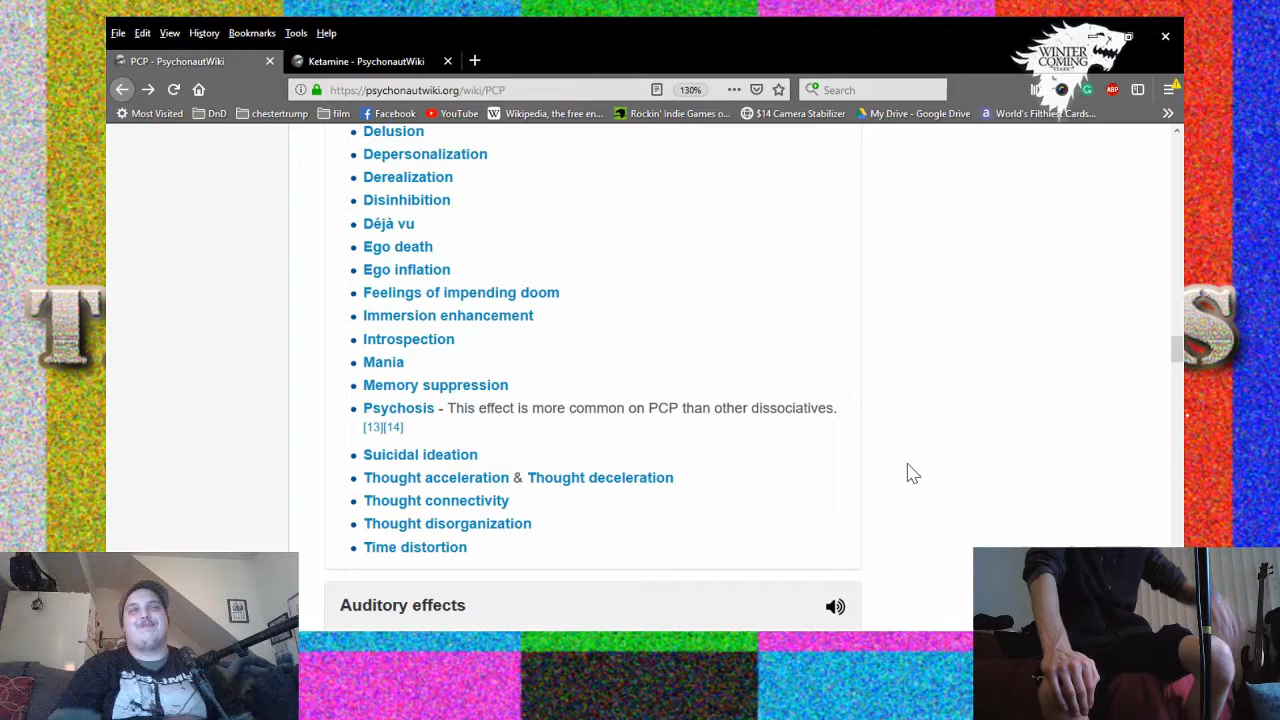 File Edit View History Bookmarks Tools Help
WINTER
COMING
STARK
PCP - PsychonautWiki
Ketamine - PsychonautWiki
https://psychonautwiki.org/wiki/PCP
130%
Search
ABP
Most Visited DnD chestertrump film Facebook YouTube Wikipedia, the free en... Rockin' Indie Games o... $14 Camera Stabilizer My Drive - Google Drive World's Filthiest Cards...
Delusion
Depersonalization
Derealization
Disinhibition
Déjà vu
Ego death
Ego inflation
Feelings of impending doom
Immersion enhancement
Introspection
Mania
Memory suppression
Psychosis - This effect is more common on PCP than other dissociatives.
[13][14]
Suicidal ideation
Thought acceleration & Thought deceleration
Thought connectivity
Thought disorganization
Time distortion
Auditory effects
T
S